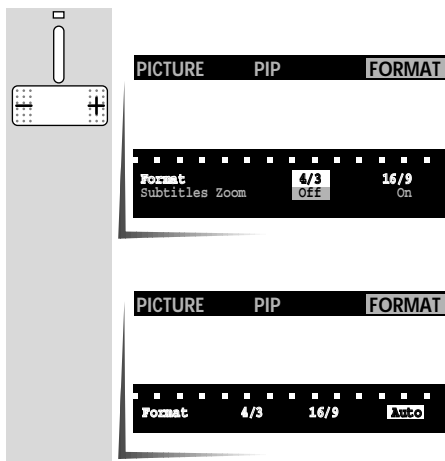 PICTURE PIP FORMAT
− +
Format 4/3 16/9
Subtitles Zoom Off On
PICTURE PIP FORMAT
Format 4/3 16/9 Auto